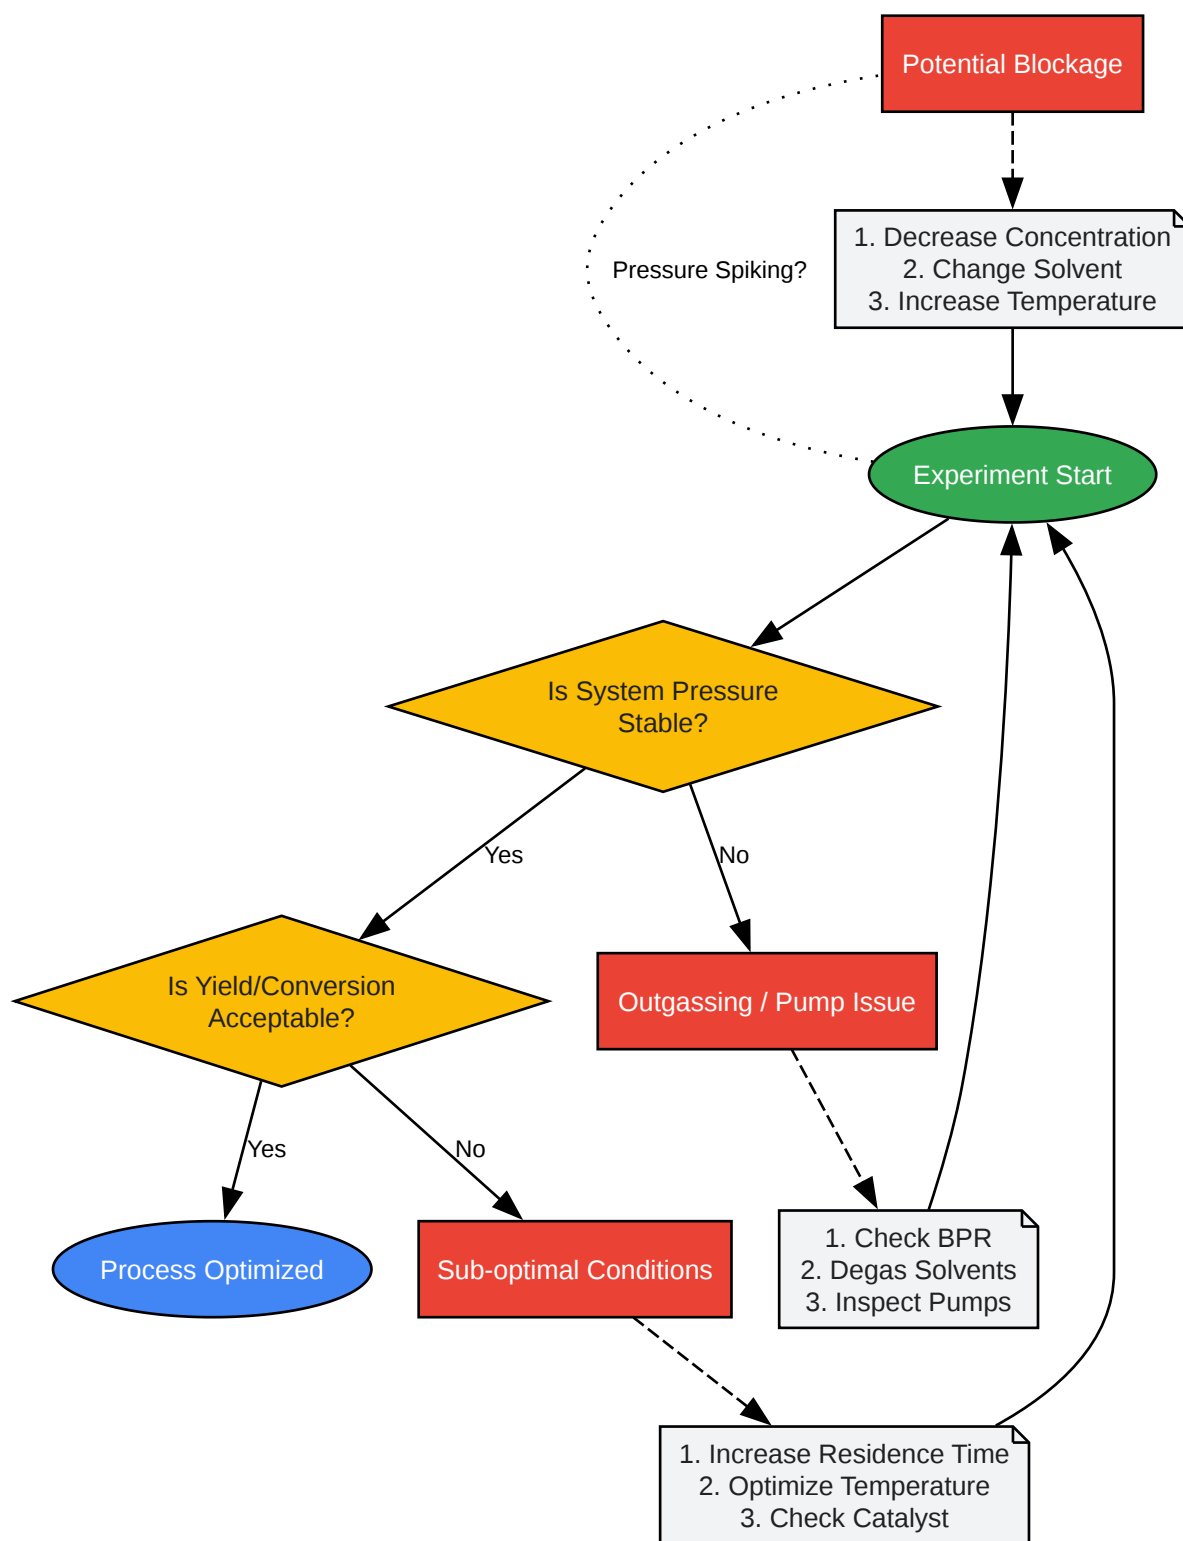 Potential Blockage
1. Decrease Concentration
2. Change Solvent
3. Increase Temperature
Pressure Spiking?
Experiment Start
Is System Pressure
Stable?
Yes
No
Is Yield/Conversion
Acceptable?
Outgassing / Pump Issue
Yes
No
Process Optimized
Sub-optimal Conditions
1. Check BPR
2. Degas Solvents
3. Inspect Pumps
1. Increase Residence Time
2. Optimize Temperature
3. Check Catalyst